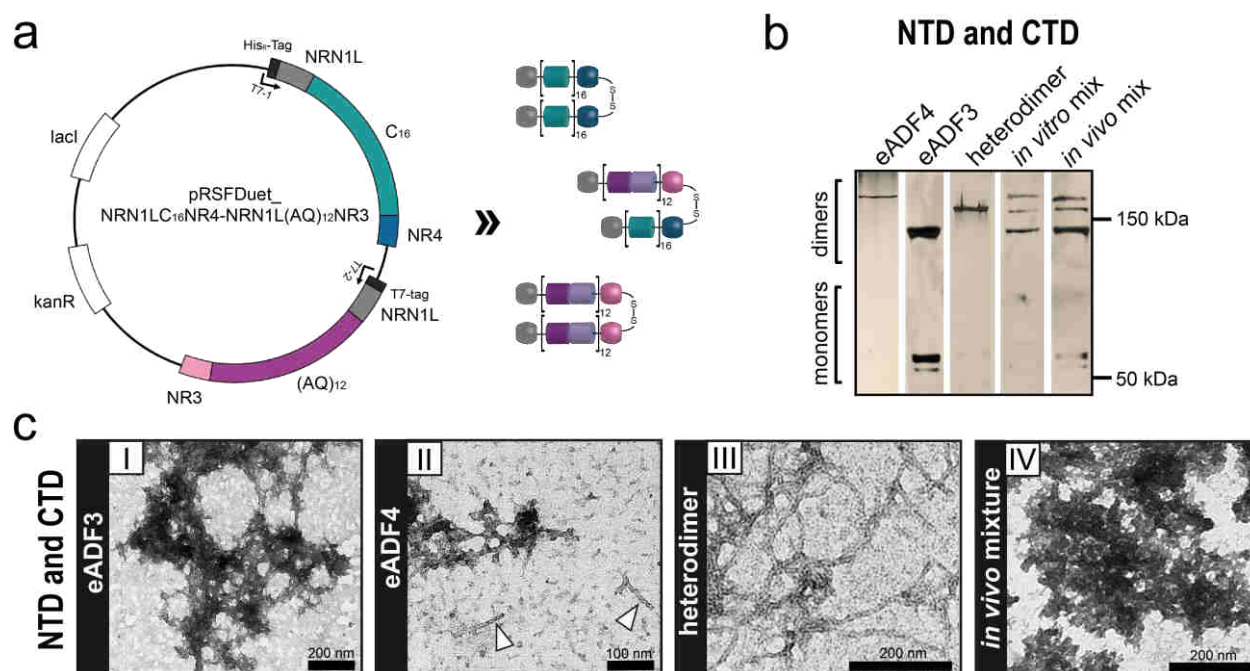 a
His₆-Tag
NRN1L
T7-1
C₁₆
lacI
pRSFDuet_
NRN1LC₁₆NR4-NRN1L(AQ)₁₂NR3
NR4
T7-2
T7-tag
NRN1L
kanR
(AQ)₁₂
NR3
»
16
S-S
16
12
S-S
16
12
S-S
12
b
NTD and CTD
eADF4
eADF3
heterodimer
in vitro mix
in vivo mix
dimers
monomers
150 kDa
50 kDa
c
NTD and CTD
eADF3
I
200 nm
eADF4
II
100 nm
heterodimer
III
200 nm
in vivo mixture
IV
200 nm